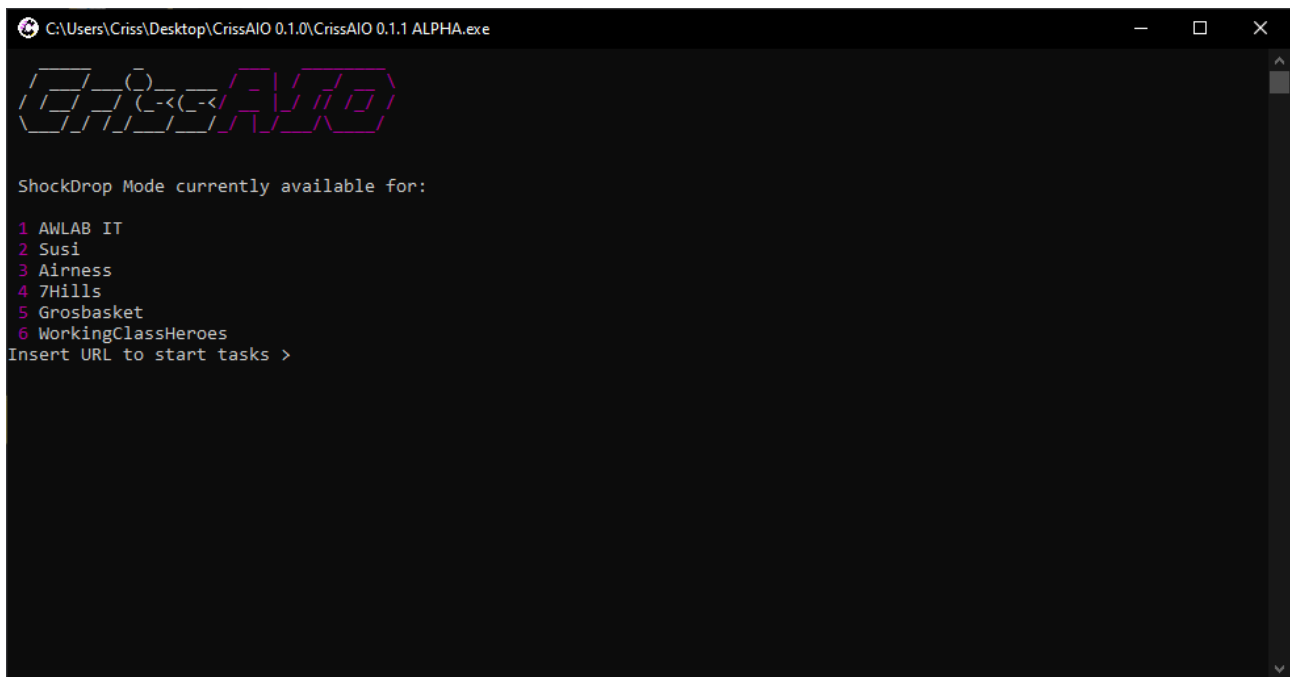 C:\Users\Criss\Desktop\CrissAIO 0.1.0\CrissAIO 0.1.1 ALPHA.exe
CrissAIO
ShockDrop Mode currently available for:
1 AWLAB IT
2 Susi
3 Airness
4 7Hills
5 Grosbasket
6 WorkingClassHeroes
Insert URL to start tasks >